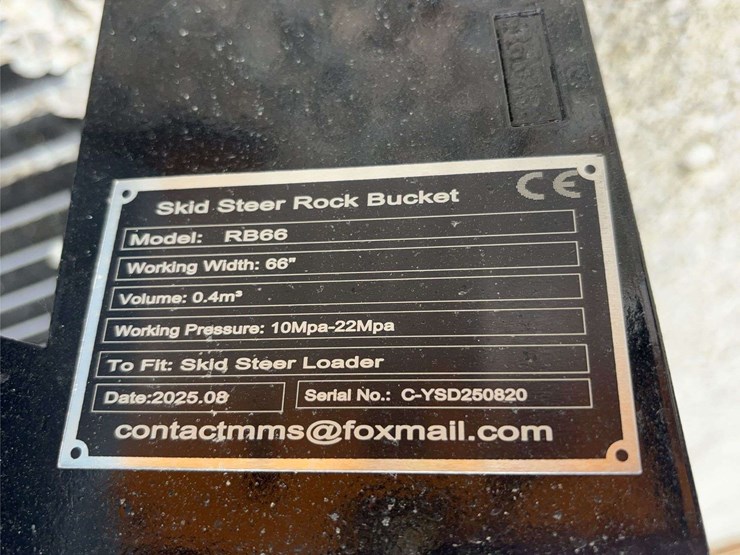 Skid Steer Rock Bucket CE
Model: RB66
Working Width: 66"
Volume: 0.4m³
Working Pressure: 10Mpa-22Mpa
To Fit: Skid Steer Loader
Date:2025.08 Serial No.: C-YSD250820
contactmms@foxmail.com